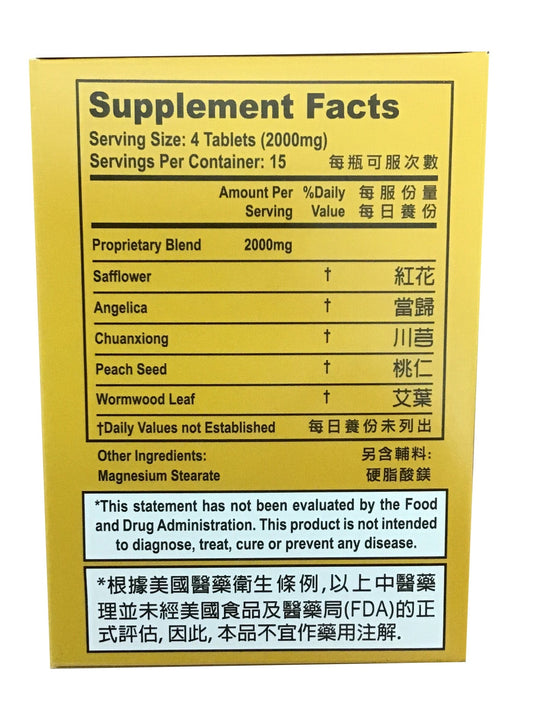 Supplement Facts
Serving Size: 4 Tablets (2000mg)
Servings Per Container: 15 每瓶可服次數
Amount Per %Daily 每服份量
Serving Value 每日養份
Proprietary Blend 2000mg
Safflower † 紅花
Angelica † 當歸
Chuanxiong † 川芎
Peach Seed † 桃仁
Wormwood Leaf † 艾葉
†Daily Values not Established 每日養份未列出
Other Ingredients: 另含輔料:
Magnesium Stearate 硬脂酸鎂
*This statement has not been evaluated by the Food
and Drug Administration. This product is not intended
to diagnose, treat, cure or prevent any disease.
*根據美國醫藥衛生條例,以上中醫藥
理並未經美國食品及醫藥局(FDA)的正
式評估, 因此, 本品不宜作藥用注解.